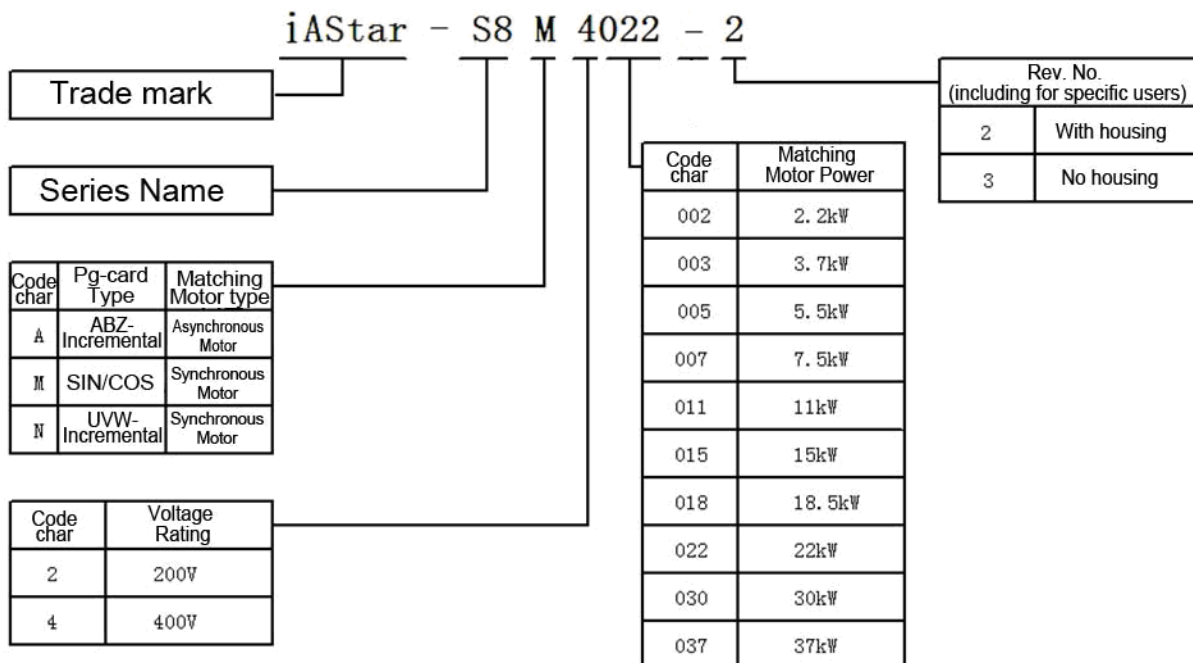 iAStar - S8 M 4022 - 2
Trade mark
Series Name
Code char Pg-card Type Matching Motor type
A ABZ-Incremental Asynchronous Motor
M SIN/COS Synchronous Motor
N UVW-Incremental Synchronous Motor
Code char Voltage Rating
2 200V
4 400V
Code char Matching Motor Power
002 2.2kW
003 3.7kW
005 5.5kW
007 7.5kW
011 11kW
015 15kW
018 18.5kW
022 22kW
030 30kW
037 37kW
Rev. No.
(including for specific users)
2 With housing
3 No housing